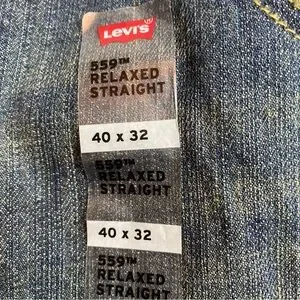 Levi's
559™
RELAXED
STRAIGHT
40 x 32
559™
RELAXED
STRAIGHT
40 x 32
559™
RELAXED
STRAIGHT